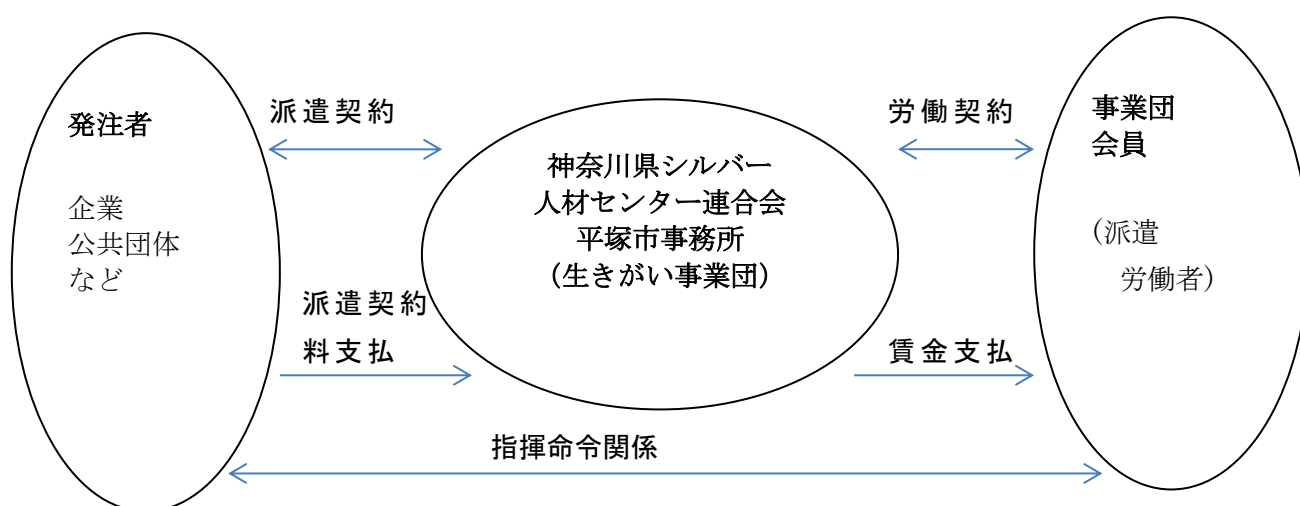 発注者
企業
公共団体
など
派遣契約
派遣契約
料支払
神奈川県シルバー
人材センター連合会
平塚市事務所
(生きがい事業団)
労働契約
賃金支払
事業団
会員
(派遣
労働者)
指揮命令関係